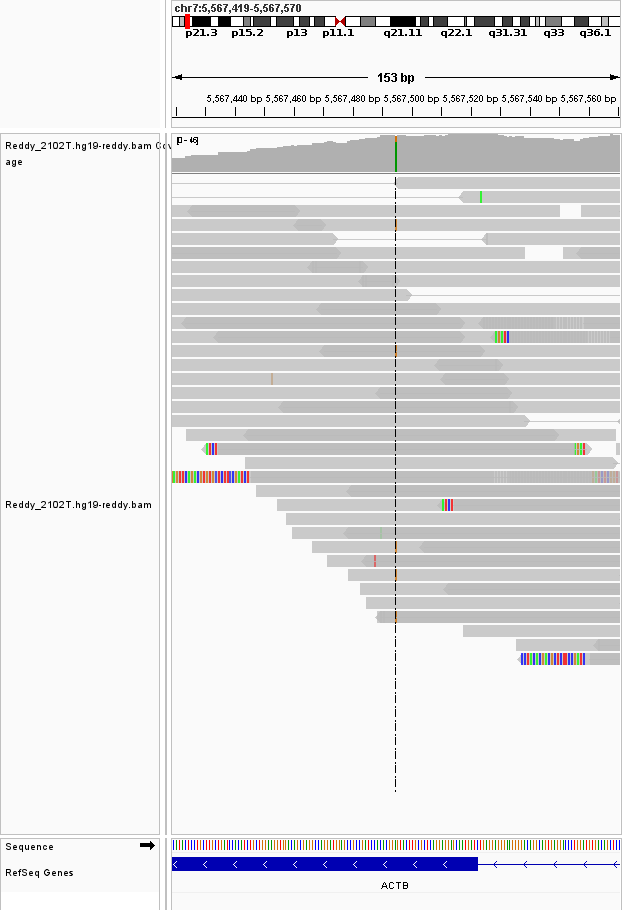 chr7:5,567,419-5,567,570
p21.3 p15.2 p13 p11.1 q21.11 q22.1 q31.31 q33 q36.1
153 bp
5,567,440 bp 5,567,460 bp 5,567,480 bp 5,567,500 bp 5,567,520 bp 5,567,540 bp 5,567,560 bp
[0 - 46]
Reddy_2102T.hg19-reddy.bam Cov
age
Reddy_2102T.hg19-reddy.bam
Sequence
RefSeq Genes
ACTB